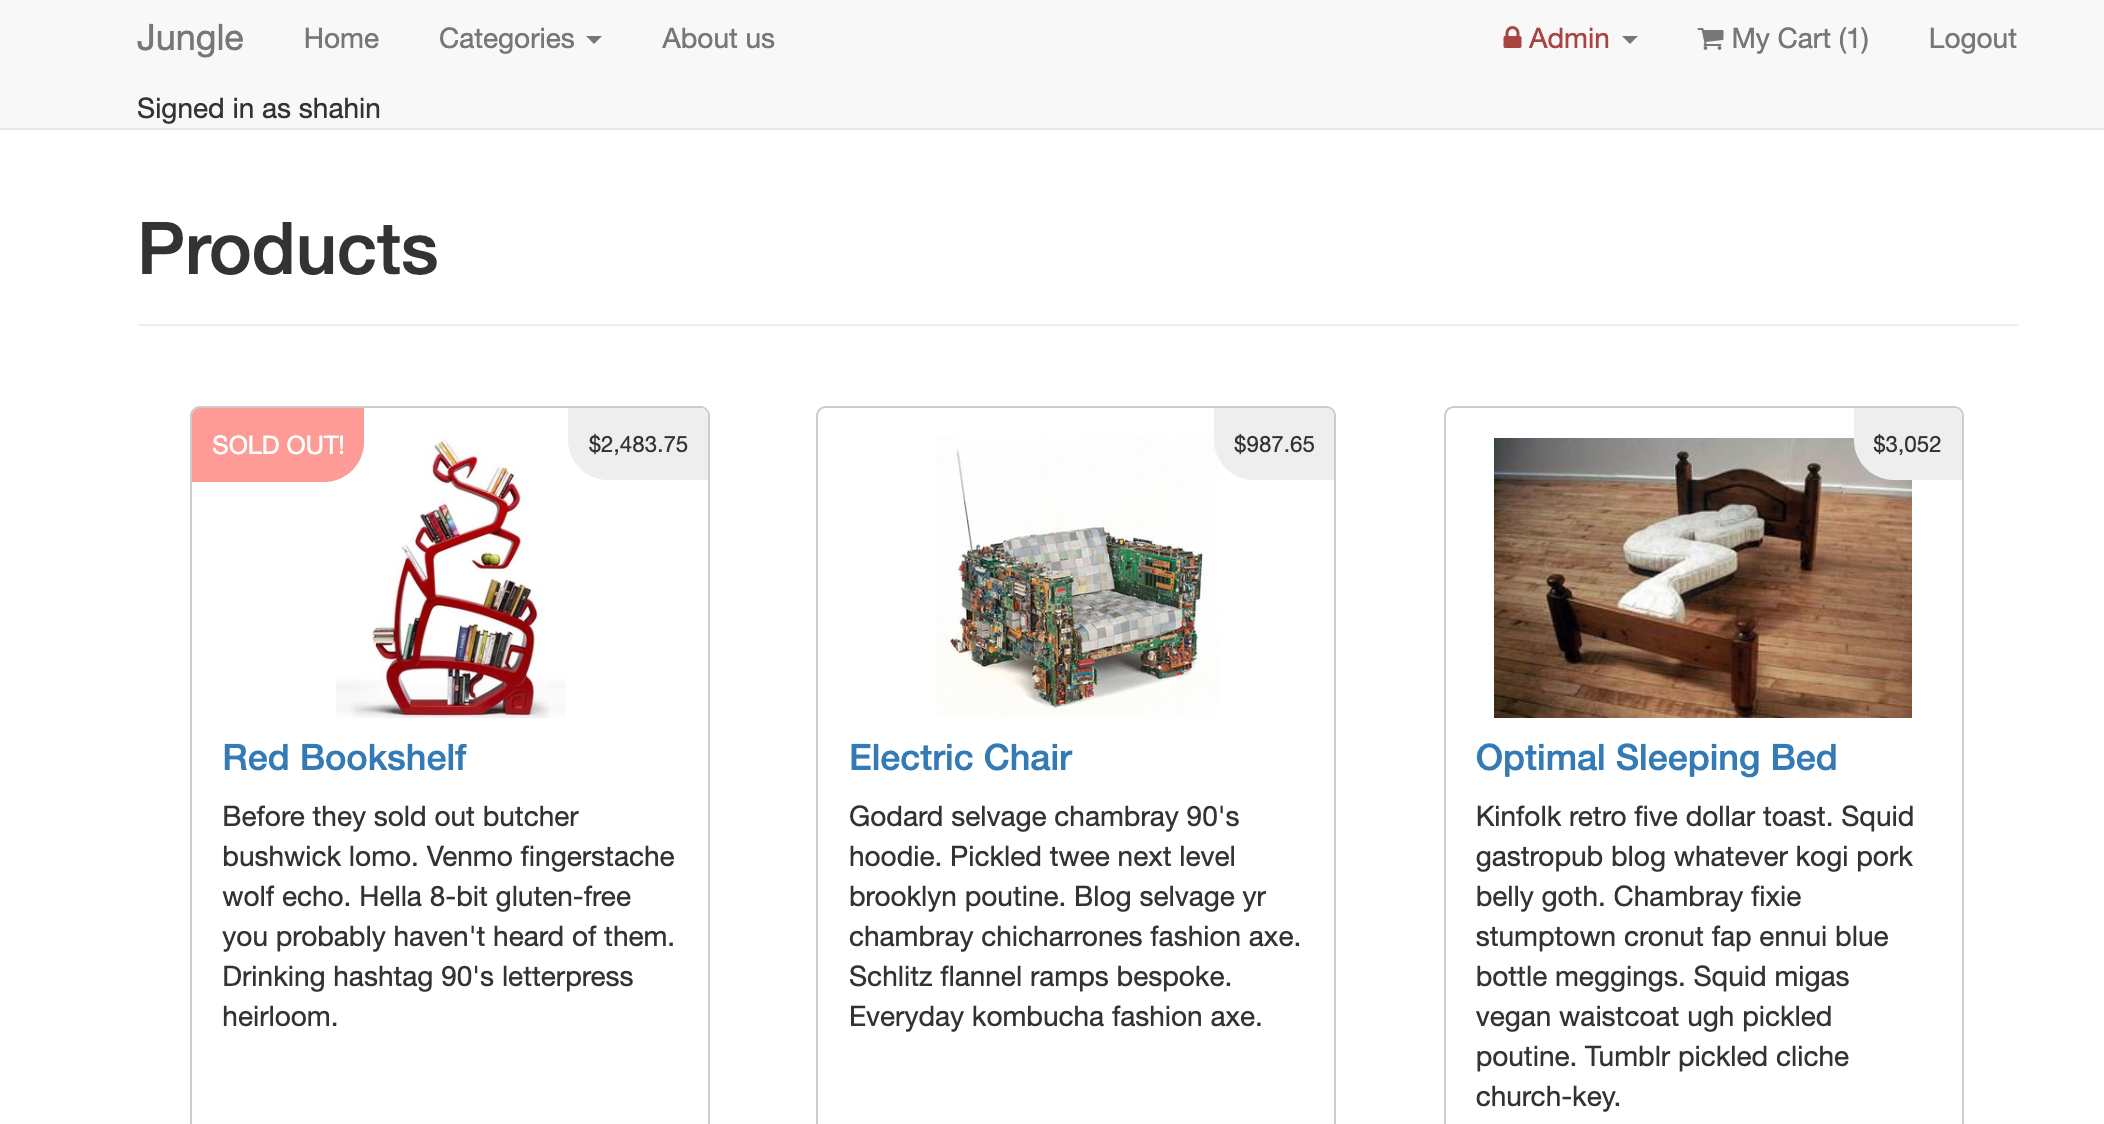 Jungle Home Categories About us Admin My Cart (1) Logout
Signed in as shahin
Products
SOLD OUT!
$2,483.75
Red Bookshelf
Before they sold out butcher
bushwick lomo. Venmo fingerstache
wolf echo. Hella 8-bit gluten-free
you probably haven't heard of them.
Drinking hashtag 90's letterpress
heirloom.
$987.65
Electric Chair
Godard selvage chambray 90's
hoodie. Pickled twee next level
brooklyn poutine. Blog selvage yr
chambray chicharrones fashion axe.
Schlitz flannel ramps bespoke.
Everyday kombucha fashion axe.
$3,052
Optimal Sleeping Bed
Kinfolk retro five dollar toast. Squid
gastropub blog whatever kogi pork
belly goth. Chambray fixie
stumptown cronut fap ennui blue
bottle meggings. Squid migas
vegan waistcoat ugh pickled
poutine. Tumblr pickled cliche
church-key.